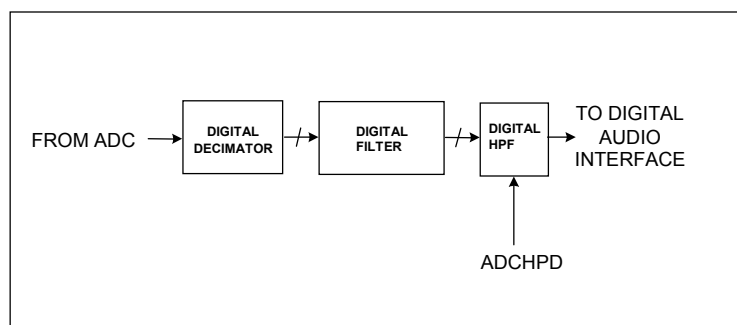 FROM ADC
DIGITAL
DECIMATOR
DIGITAL
FILTER
DIGITAL
HPF
TO DIGITAL
AUDIO
INTERFACE
ADCHPD